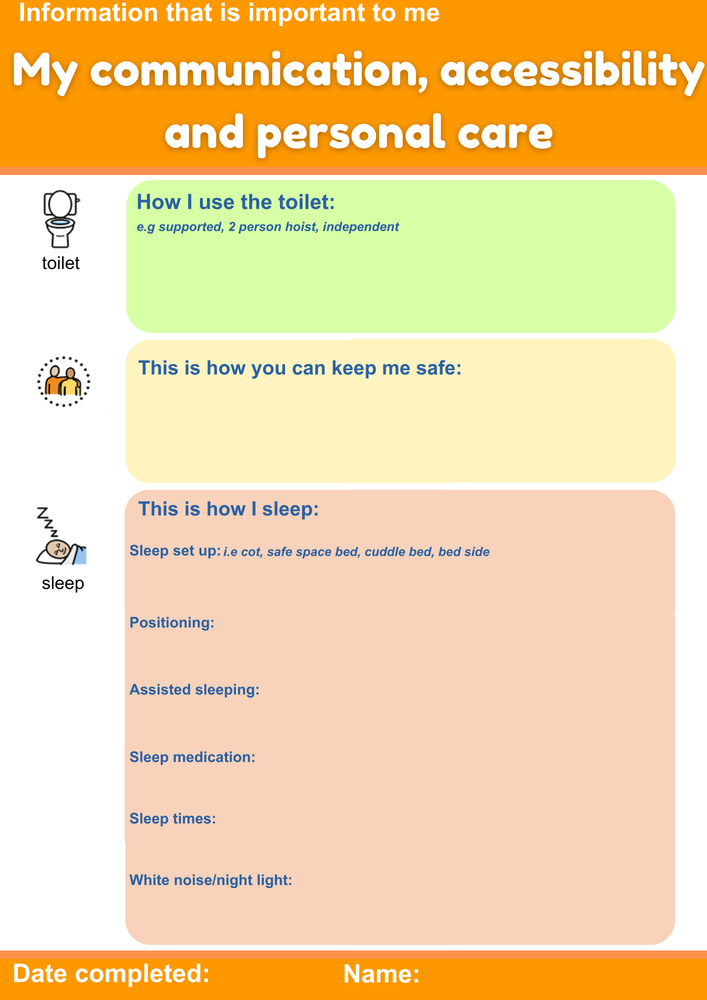 Information that is important to me
My communication, accessibility
and personal care
toilet
How I use the toilet:
e.g supported, 2 person hoist, independent
This is how you can keep me safe:
Z
Z
Z
sleep
This is how I sleep:
Sleep set up: i.e cot, safe space bed, cuddle bed, bed side
Positioning:
Assisted sleeping:
Sleep medication:
Sleep times:
White noise/night light:
Date completed:
Name: